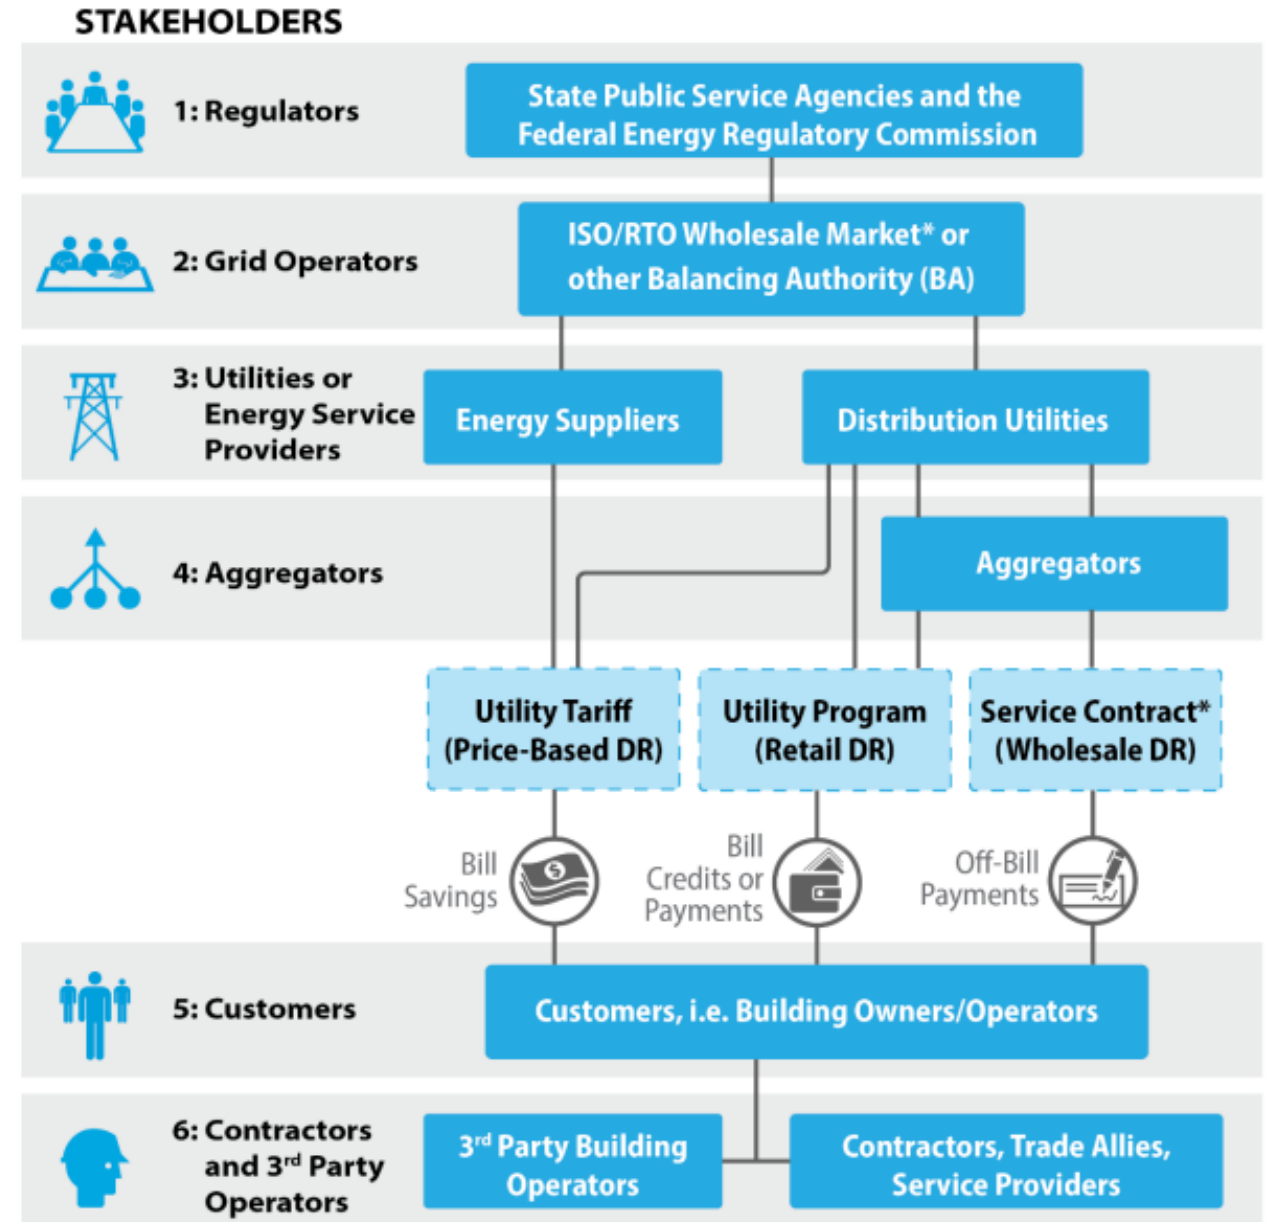 STAKEHOLDERS
1: Regulators
State Public Service Agencies and the
Federal Energy Regulatory Commission
2: Grid Operators
ISO/RTO Wholesale Market* or
other Balancing Authority (BA)
3: Utilities or
Energy Service
Providers
Energy Suppliers
Distribution Utilities
4: Aggregators
Aggregators
Utility Tariff
(Price-Based DR)
Utility Program
(Retail DR)
Service Contract*
(Wholesale DR)
Bill
Savings
Bill
Credits or
Payments
Off-Bill
Payments
5: Customers
Customers, i.e. Building Owners/Operators
6: Contractors
and 3rd Party
Operators
3rd Party Building
Operators
Contractors, Trade Allies,
Service Providers